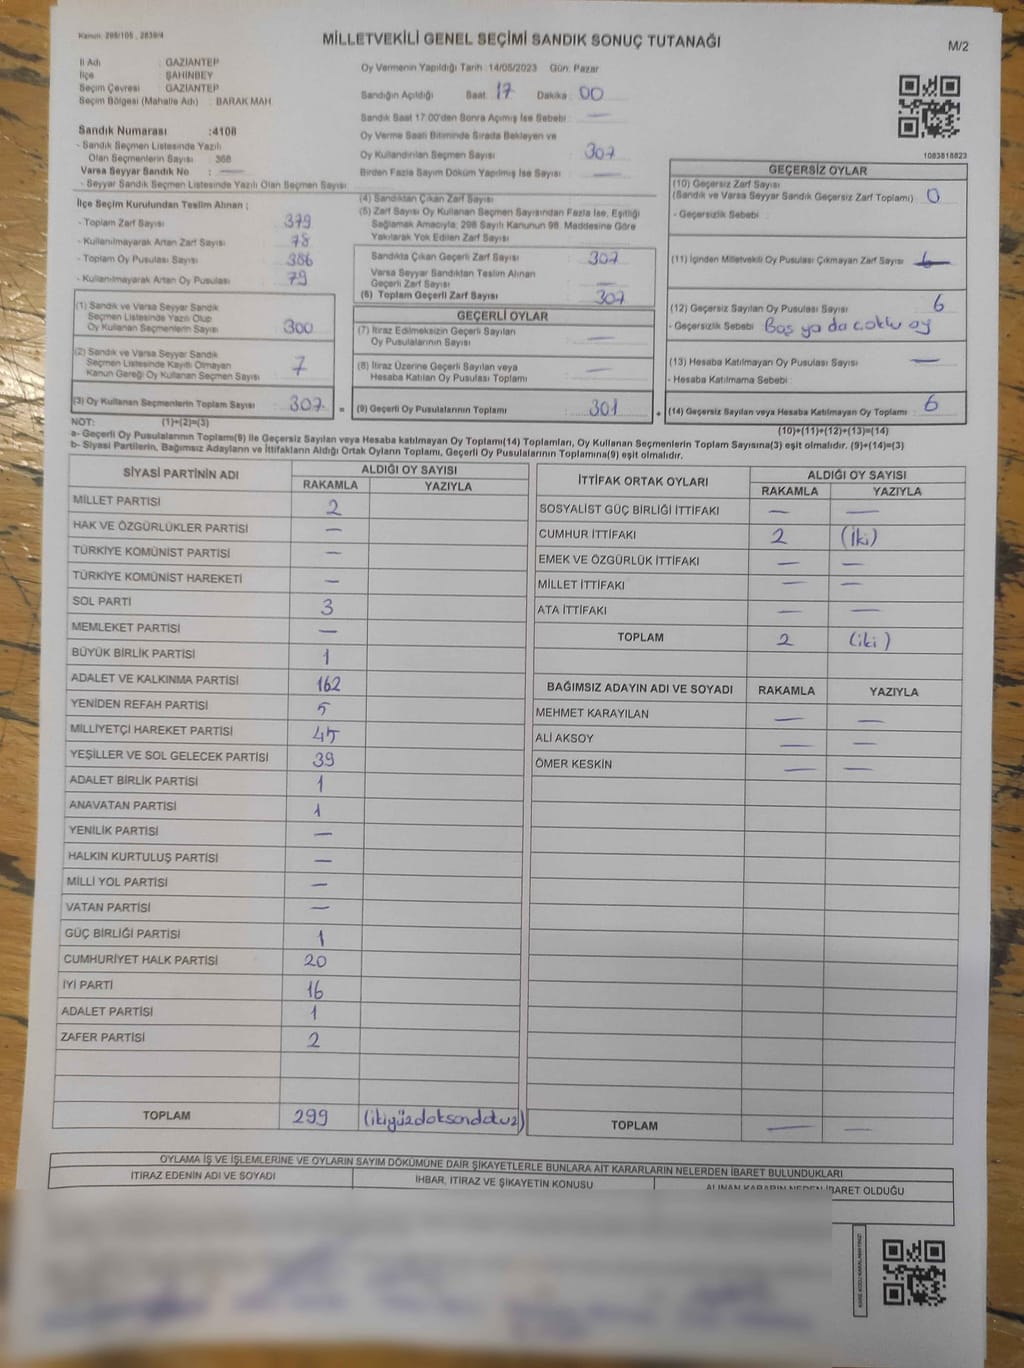 Kanun: 298/105 , 2839/4
MİLLETVEKİLİ GENEL SEÇİMİ SANDIK SONUÇ TUTANAĞI
M/2
İl Adı : GAZIANTEP
İlçe : ŞAHINBEY
Seçim Çevresi : GAZIANTEP
Seçim Bölgesi (Mahalle Adı) : BARAK MAH.
Sandık Numarası :4108
- Sandık Seçmen Listesinde Yazılı
Olan Seçmenlerin Sayısı : 368
Varsa Seyyar Sandık No : —
- Seyyar Sandık Seçmen Listesinde Yazılı Olan Seçmen Sayısı :
Oy Vermenin Yapıldığı Tarih :14/05/2023 Gün: Pazar
Sandığın Açıldığı Saat: 17 Dakika: 00
Sandık Saat 17.00'den Sonra Açımış İse Sebebi : —
Oy Verme Saati Bitiminde Sırada Bekleyen ve
Oy Kullandırılan Seçmen Sayısı : 307
Birden Fazla Sayım Döküm Yapılmış İse Sayısı : —
1083818823
İlçe Seçim Kurulundan Teslim Alınan ;
- Toplam Zarf Sayısı : 379
- Kullanılmayarak Artan Zarf Sayısı : 78
- Toplam Oy Pusulası Sayısı : 386
- Kullanılmayarak Artan Oy Pusulası : 79
(1) Sandık ve Varsa Seyyar Sandık
Seçmen Listesinde Yazılı Olup
Oy Kullanan Seçmenlerin Sayısı : 300
(2) Sandık ve Varsa Seyyar Sandık
Seçmen Listesinde Kayıtlı Olmayan
Kanun Gereği Oy Kullanan Seçmen Sayısı : 7
(3) Oy Kullanan Seçmenlerin Toplam Sayısı : 307
(1)+(2)=(3)
(4) Sandıktan Çıkan Zarf Sayısı :
(5) Zarf Sayısı Oy Kullanan Seçmen Sayısından Fazla İse, Eşitliği
Sağlamak Amacıyla; 298 Sayılı Kanunun 98. Maddesine Göre
Yakılarak Yok Edilen Zarf Sayısı :
Sandıkta Çıkan Geçerli Zarf Sayısı : 307
Varsa Seyyar Sandıktan Teslim Alınan
Geçerli Zarf Sayısı : —
(6) Toplam Geçerli Zarf Sayısı : 307
GEÇERLİ OYLAR
(7) İtiraz Edilmeksizin Geçerli Sayılan
Oy Pusulalarının Sayısı : —
(8) İtiraz Üzerine Geçerli Sayılan veya
Hesaba Katılan Oy Pusulası Toplamı : —
= (9) Geçerli Oy Pusulalarının Toplamı : 301
GEÇERSİZ OYLAR
(10) Geçersiz Zarf Sayısı
(Sandık ve Varsa Seyyar Sandık Geçersiz Zarf Toplamı) : 0
- Geçersizlik Sebebi :
(11) İçinden Milletvekili Oy Pusulası Çıkmayan Zarf Sayısı :
(12) Geçersiz Sayılan Oy Pusulası Sayısı : 6
- Geçersizlik Sebebi : Boş ya da çoklu oy
(13) Hesaba Katılmayan Oy Pusulası Sayısı : —
- Hesaba Katılmama Sebebi :
+ (14) Geçersiz Sayılan veya Hesaba Katılmayan Oy Toplamı : 6
(10)+(11)+(12)+(13)=(14)
NOT:
a- Geçerli Oy Pusulalarının Toplamı(9) ile Geçersiz Sayılan veya Hesaba katılmayan Oy Toplamı(14) Toplamları, Oy Kullanan Seçmenlerin Toplam Sayısına(3) eşit olmalıdır. (9)+(14)=(3)
b- Siyasi Partilerin, Bağımsız Adayların ve İttifakların Aldığı Ortak Oyların Toplamı, Geçerli Oy Pusulalarının Toplamına(9) eşit olmalıdır.
SİYASİ PARTİNİN ADI
ALDIĞI OY SAYISI
RAKAMLA YAZIYLA
MİLLET PARTİSİ 2
HAK VE ÖZGÜRLÜKLER PARTİSİ —
TÜRKİYE KOMÜNİST PARTİSİ —
TÜRKİYE KOMÜNİST HAREKETİ —
SOL PARTİ 3
MEMLEKET PARTİSİ —
BÜYÜK BİRLİK PARTİSİ 1
ADALET VE KALKINMA PARTİSİ 162
YENİDEN REFAH PARTİSİ 5
MİLLİYETÇİ HAREKET PARTİSİ 45
YEŞİLLER VE SOL GELECEK PARTİSİ 39
ADALET BİRLİK PARTİSİ 1
ANAVATAN PARTİSİ 1
YENİLİK PARTİSİ —
HALKIN KURTULUŞ PARTİSİ —
MİLLİ YOL PARTİSİ —
VATAN PARTİSİ —
GÜÇ BİRLİĞİ PARTİSİ 1
CUMHURİYET HALK PARTİSİ 20
İYİ PARTİ 16
ADALET PARTİSİ 1
ZAFER PARTİSİ 2
TOPLAM 299 (ikiyüzdoksandokuz)
İTTİFAK ORTAK OYLARI
ALDIĞI OY SAYISI
RAKAMLA YAZIYLA
SOSYALİST GÜÇ BİRLİĞİ İTTİFAKI — —
CUMHUR İTTİFAKI 2 (İki)
EMEK VE ÖZGÜRLÜK İTTİFAKI — —
MİLLET İTTİFAKI — —
ATA İTTİFAKI — —
TOPLAM 2 (iki)
BAĞIMSIZ ADAYIN ADI VE SOYADI RAKAMLA YAZIYLA
MEHMET KARAYILAN — —
ALİ AKSOY — —
ÖMER KESKİN — —
TOPLAM — —
OYLAMA İŞ VE İŞLEMLERİNE VE OYLARIN SAYIM DÖKÜMÜNE DAİR ŞİKAYETLERLE BUNLARA AİT KARARLARIN NELERDEN İBARET BULUNDUKLARI
İTİRAZ EDENİN ADI VE SOYADI
İHBAR, İTİRAZ VE ŞİKAYETİN KONUSU
ALINAN KARARIN NEDEN İBARET OLDUĞU